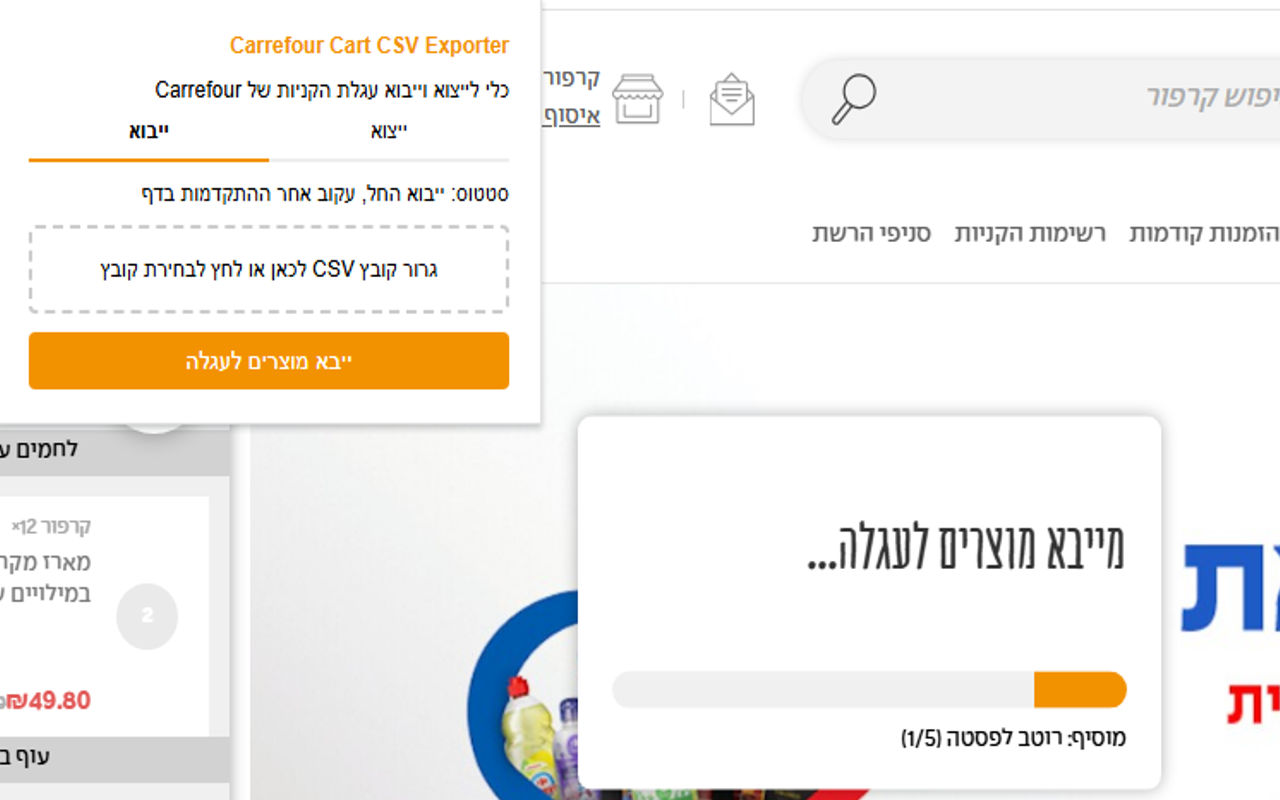 Carrefour Cart CSV Exporter
כלי לייצוא וייבוא עגלת הקניות של Carrefour
ייצוא
ייבוא
סטטוס: ייבוא החל, עקוב אחר ההתקדמות בדף
גרור קובץ CSV לכאן או לחץ לבחירת קובץ
ייבא מוצרים לעגלה
קרפור
איסוף
קרפור
הזמנות קודמות
רשימות הקניות
סניפי הרשת
לחמים
קרפור 12×
מארז
במילויים
2
₪49.80
עוף
מייבא מוצרים לעגלה...
מוסיף: רוטב לפסטה (1/5)